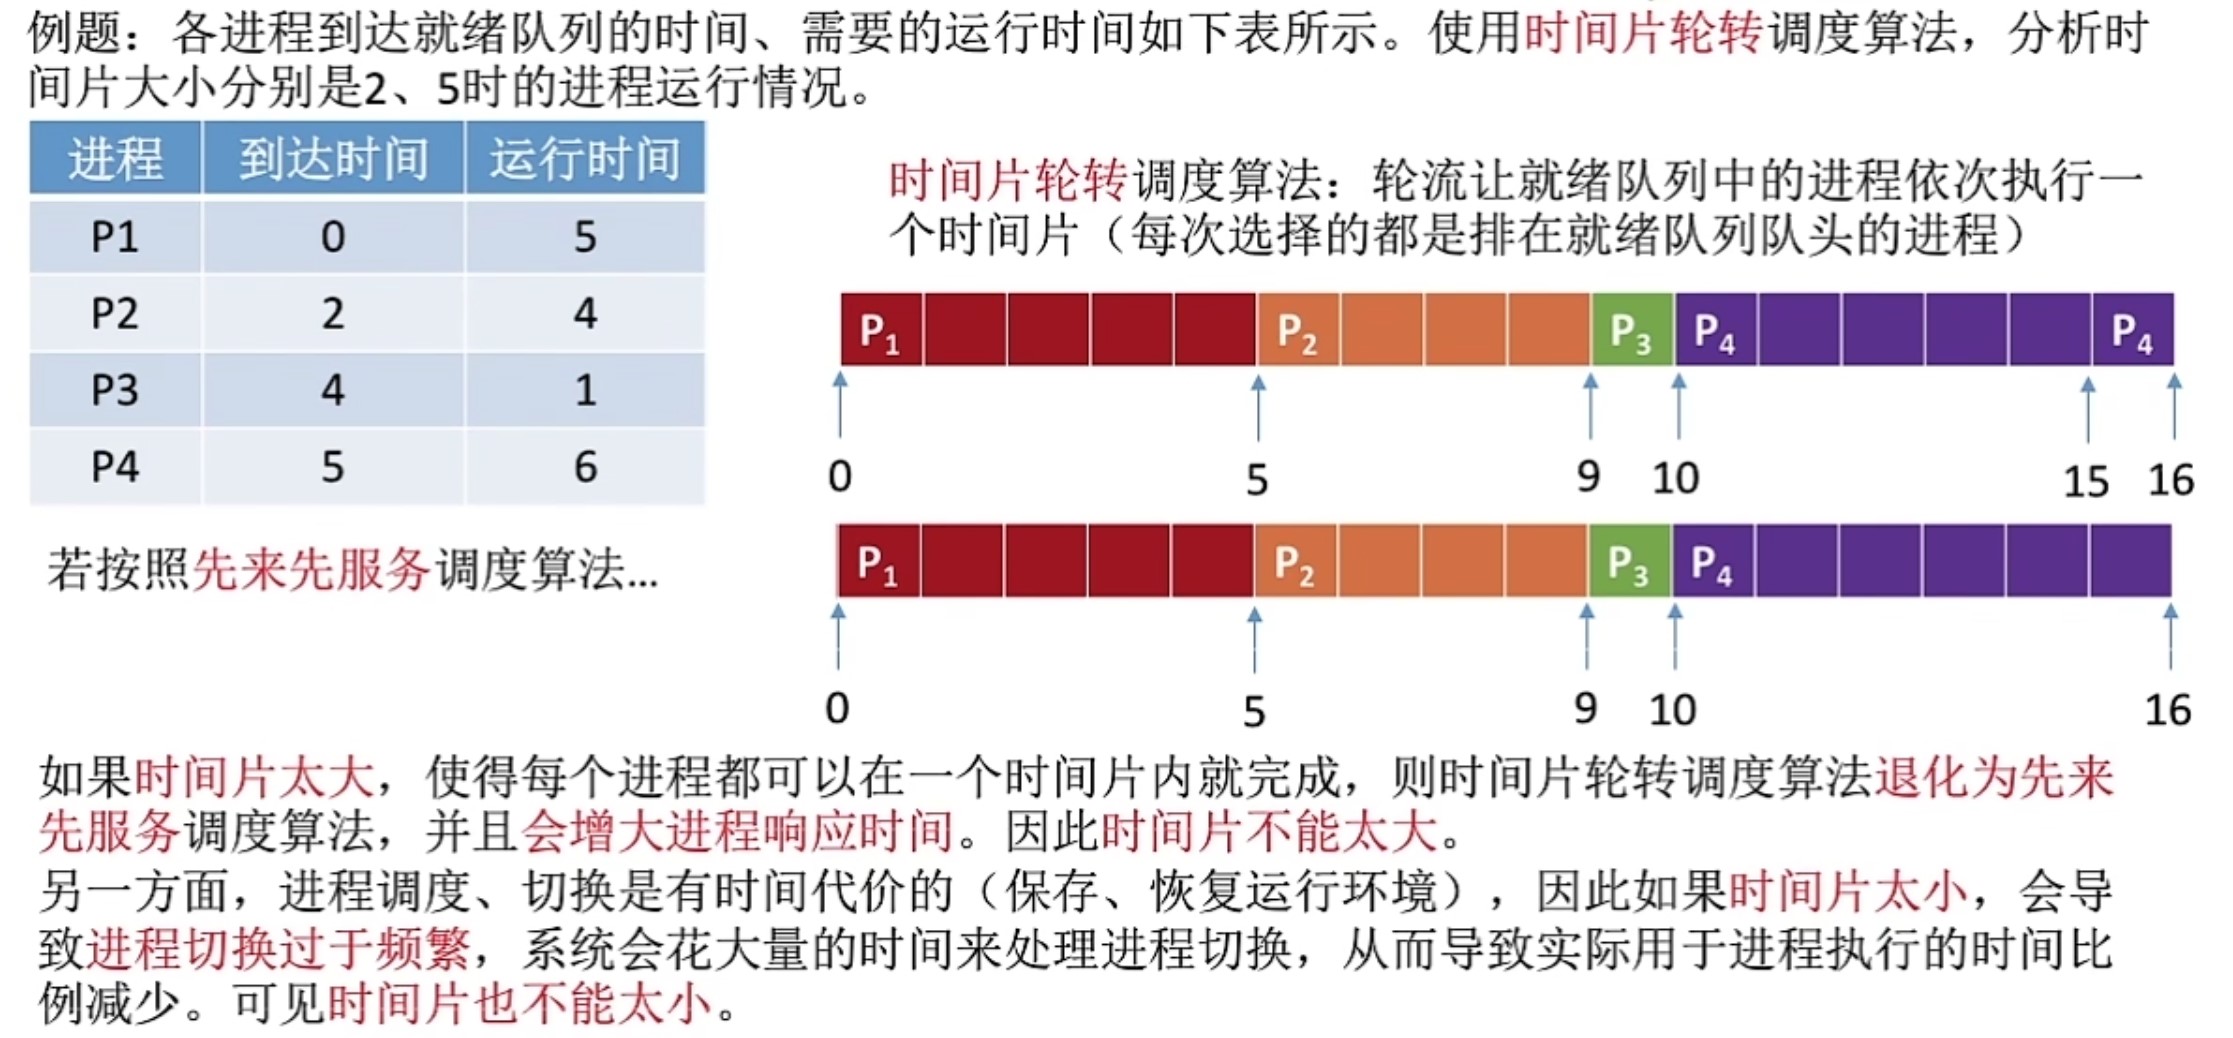 例题：各进程到达就绪队列的时间、需要的运行时间如下表所示。使用时间片轮转调度算法，分析时
间片大小分别是2、5时的进程运行情况。
进程 到达时间 运行时间
P1 0 5
P2 2 4
P3 4 1
P4 5 6
时间片轮转调度算法：轮流让就绪队列中的进程依次执行一
个时间片（每次选择的都是排在就绪队列队头的进程）
P1 P2 P3 P4 P4
0 5 9 10 15 16
若按照先来先服务调度算法...
P1 P2 P3 P4
0 5 9 10 16
如果时间片太大，使得每个进程都可以在一个时间片内就完成，则时间片轮转调度算法退化为先来
先服务调度算法，并且会增大进程响应时间。因此时间片不能太大。
另一方面，进程调度、切换是有时间代价的（保存、恢复运行环境），因此如果时间片太小，会导
致进程切换过于频繁，系统会花大量的时间来处理进程切换，从而导致实际用于进程执行的时间比
例减少。可见时间片也不能太小。